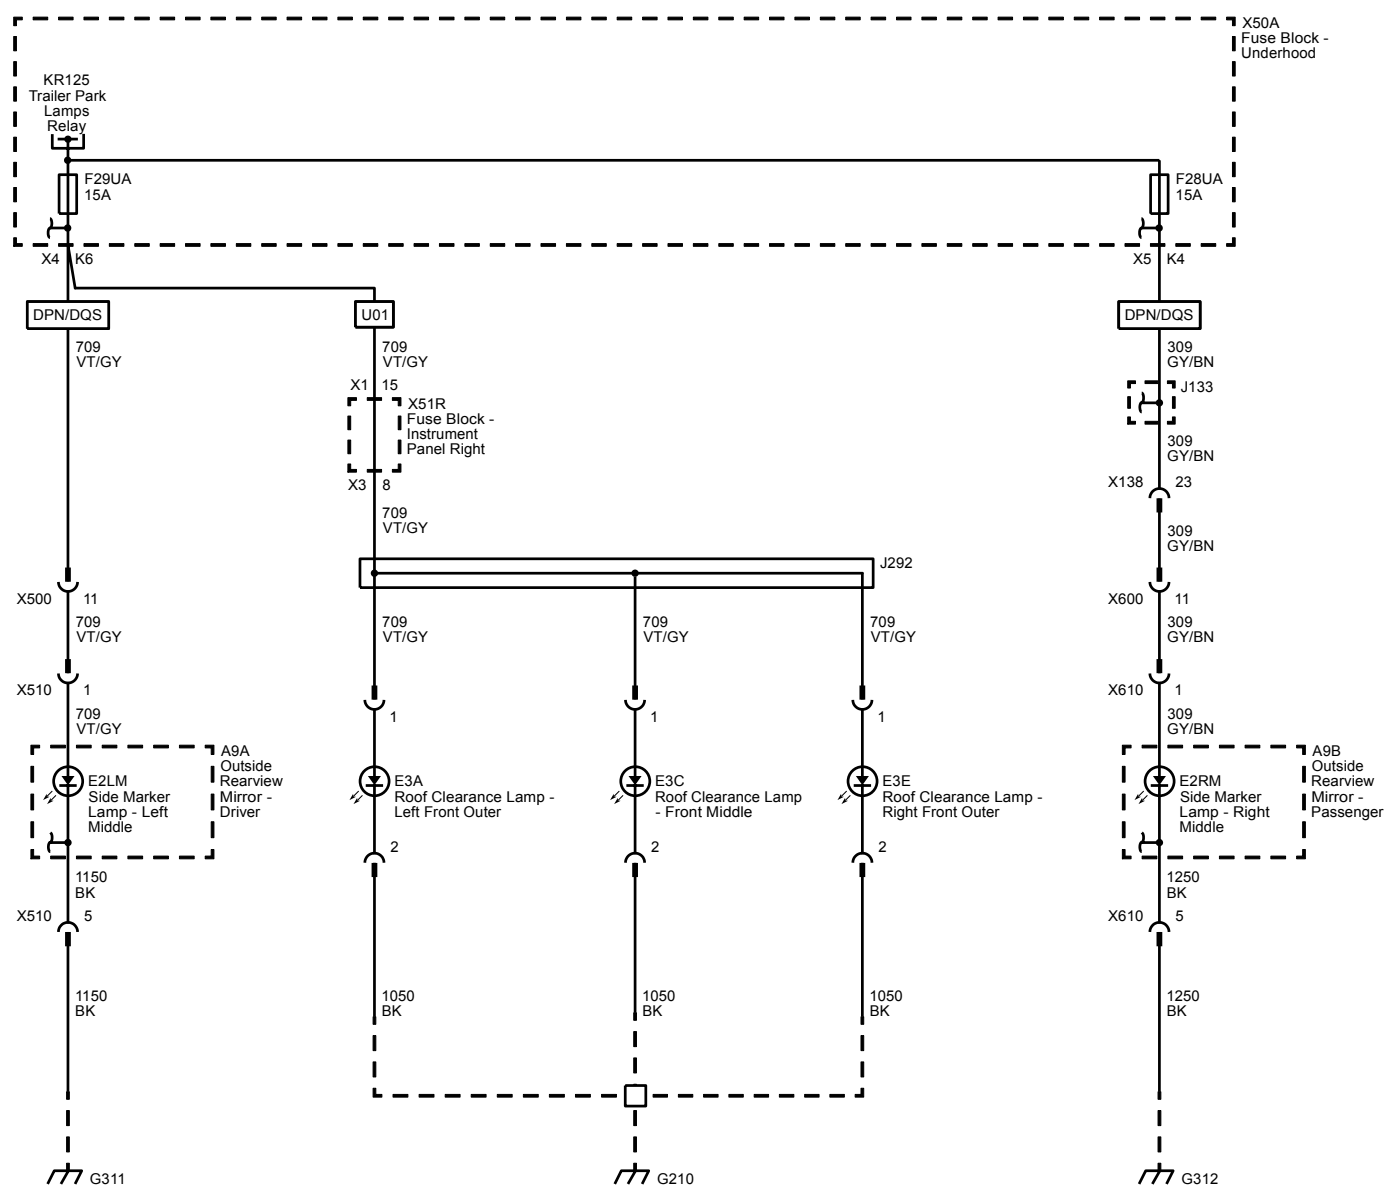 X50A
Fuse Block -
Underhood
KR125
Trailer Park
Lamps
Relay
F29UA
15A
F28UA
15A
X4 K6
X5 K4
DPN/DQS
U01
DPN/DQS
709
VT/GY
709
VT/GY
309
GY/BN
X1 15
X51R
Fuse Block -
Instrument
Panel Right
J133
309
GY/BN
X3 8
X138 23
709
VT/GY
309
GY/BN
J292
X500 11
X600 11
709
VT/GY
709
VT/GY
709
VT/GY
709
VT/GY
309
GY/BN
X510 1
X610 1
1
1
1
709
VT/GY
309
GY/BN
A9A
Outside
Rearview
Mirror -
Driver
E2LM
Side Marker
Lamp - Left
Middle
E3A
Roof Clearance Lamp -
Left Front Outer
E3C
Roof Clearance Lamp
- Front Middle
E3E
Roof Clearance Lamp -
Right Front Outer
E2RM
Side Marker
Lamp - Right
Middle
A9B
Outside
Rearview
Mirror -
Passenger
2
2
2
1150
BK
1250
BK
X510 5
X610 5
1150
BK
1050
BK
1050
BK
1050
BK
1250
BK
G311
G210
G312